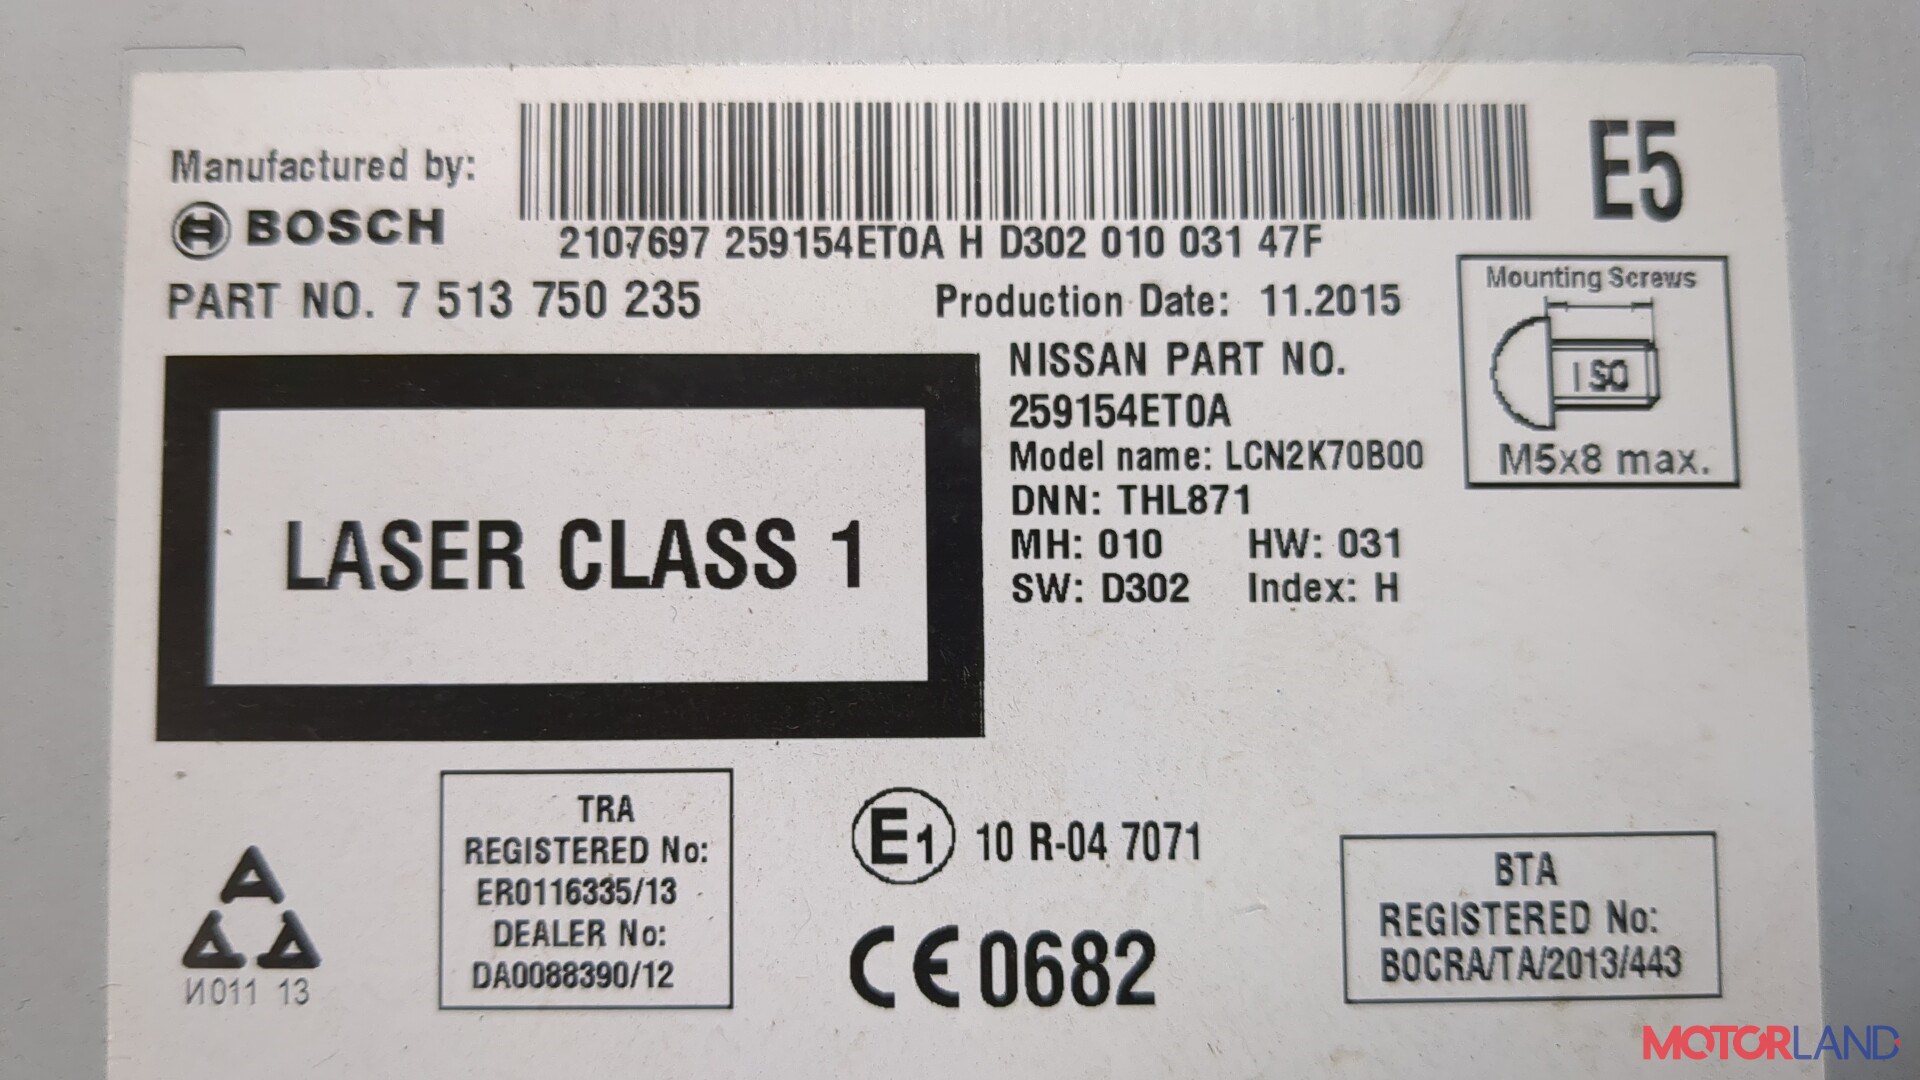 Manufactured by:
BOSCH
2107697 259154ET0A H D302 010 031 47F
E5
PART NO. 7 513 750 235
Production Date: 11.2015
Mounting Screws
ISO
M5x8 max.
NISSAN PART NO.
259154ET0A
Model name: LCN2K70B00
DNN: THL871
MH: 010 HW: 031
SW: D302 Index: H
LASER CLASS 1
TRA
REGISTERED No:
ER0116335/13
DEALER No:
DA0088390/12
E1 10 R-04 7071
CE 0682
BTA
REGISTERED No:
BOCRA/TA/2013/443
И011 13
MOTORLAND